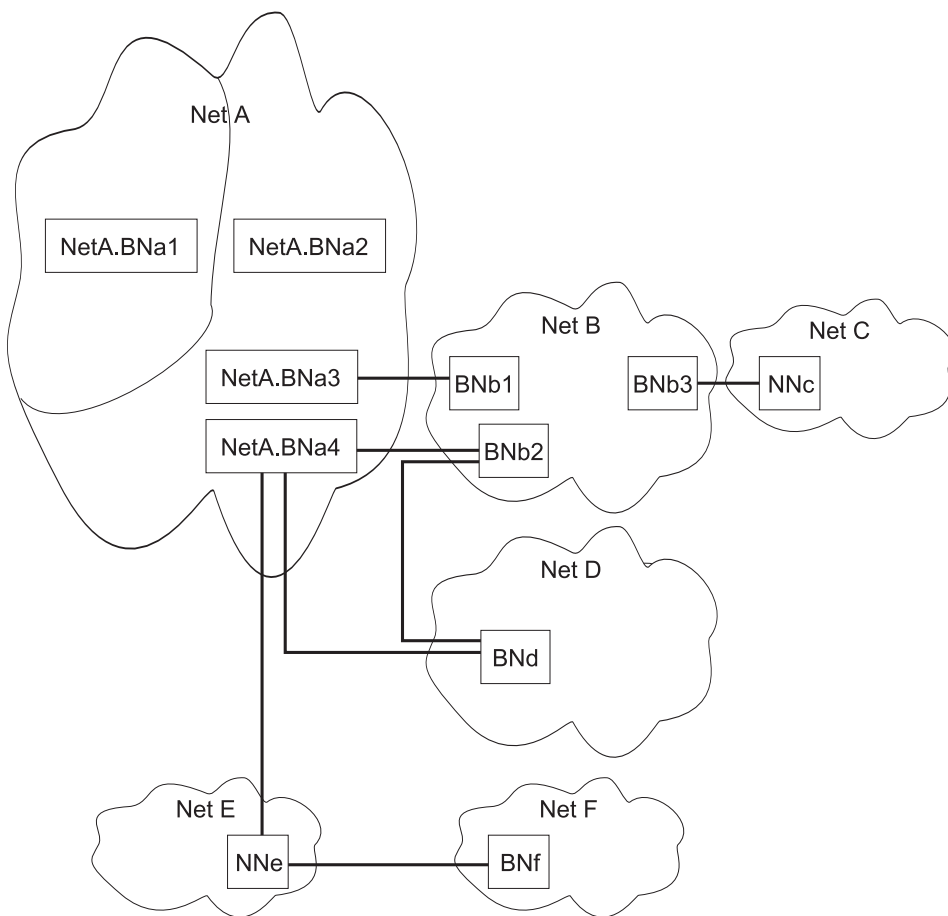 Net A
NetA.BNa1
NetA.BNa2
Net B
Net C
NetA.BNa3
BNb1
BNb3
NNc
NetA.BNa4
BNb2
Net D
BNd
Net E
Net F
NNe
BNf